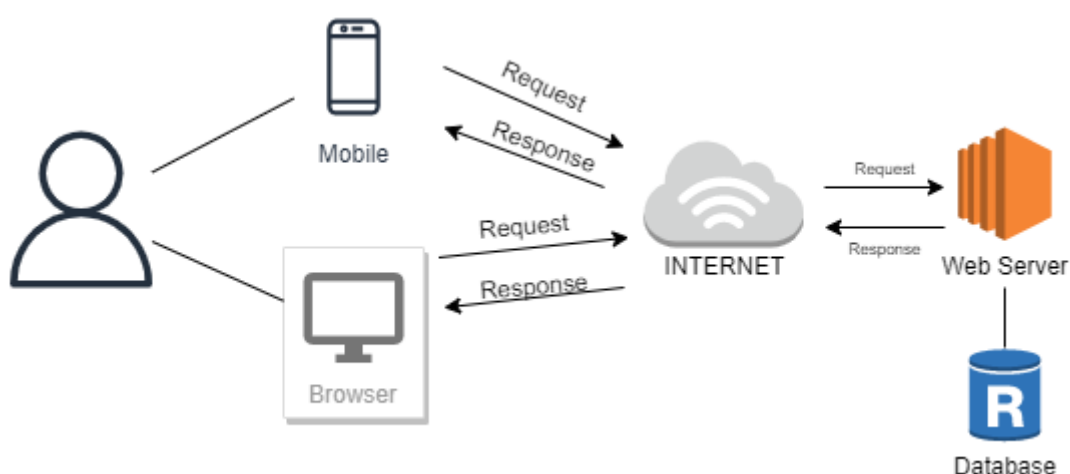 Mobile
Request
Response
Request
Response
Browser
INTERNET
Request
Response
Web Server
R
Database